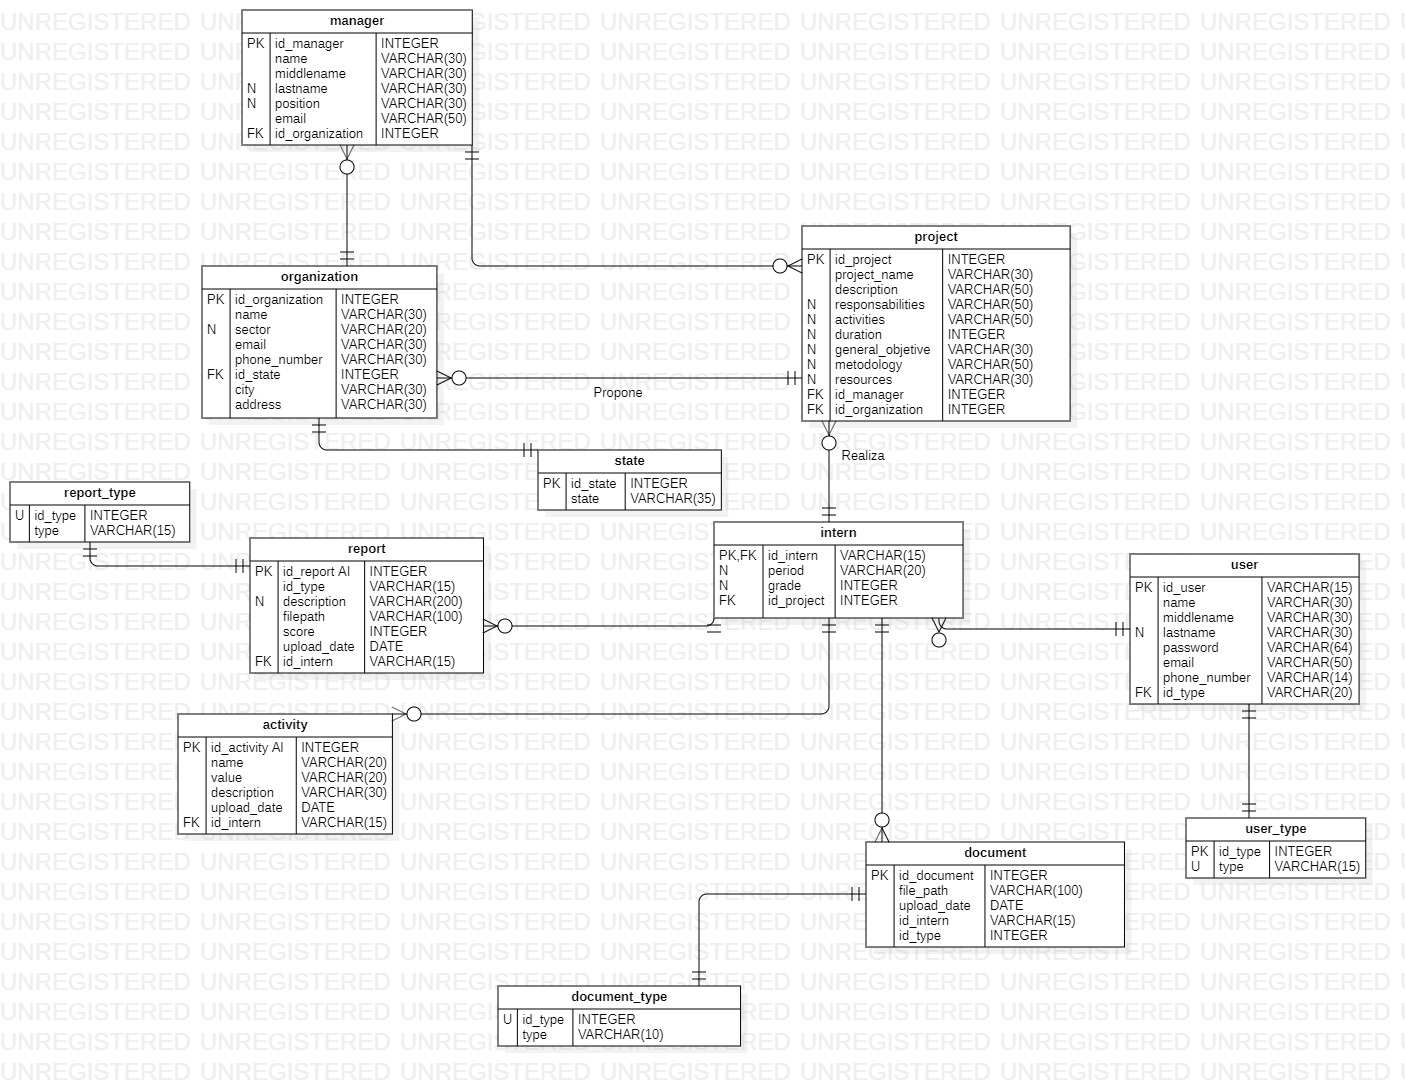 manager
PK id_manager INTEGER
name VARCHAR(30)
middlename VARCHAR(30)
N lastname VARCHAR(30)
N position VARCHAR(30)
email VARCHAR(50)
FK id_organization INTEGER
project
PK id_project INTEGER
project_name VARCHAR(30)
description VARCHAR(50)
N responsabilities VARCHAR(50)
N activities VARCHAR(50)
N duration INTEGER
N general_objetive VARCHAR(30)
N metodology VARCHAR(50)
N resources VARCHAR(30)
FK id_manager INTEGER
FK id_organization INTEGER
organization
PK id_organization INTEGER
name VARCHAR(30)
N sector VARCHAR(20)
email VARCHAR(30)
phone_number VARCHAR(30)
FK id_state INTEGER
city VARCHAR(30)
address VARCHAR(30)
Propone
Realiza
state
PK id_state INTEGER
state VARCHAR(35)
report_type
U id_type INTEGER
type VARCHAR(15)
report
PK id_report AI INTEGER
id_type VARCHAR(15)
N description VARCHAR(200)
filepath VARCHAR(100)
score INTEGER
upload_date DATE
FK id_intern VARCHAR(15)
intern
PK,FK id_intern VARCHAR(15)
N period VARCHAR(20)
N grade INTEGER
FK id_project INTEGER
user
PK id_user VARCHAR(15)
name VARCHAR(30)
middlename VARCHAR(30)
N lastname VARCHAR(30)
password VARCHAR(64)
email VARCHAR(50)
phone_number VARCHAR(14)
FK id_type VARCHAR(20)
activity
PK id_activity AI INTEGER
name VARCHAR(20)
value VARCHAR(20)
description VARCHAR(30)
upload_date DATE
FK id_intern VARCHAR(15)
user_type
PK id_type INTEGER
U type VARCHAR(15)
document
PK id_document INTEGER
file_path VARCHAR(100)
upload_date DATE
id_intern VARCHAR(15)
id_type INTEGER
document_type
U id_type INTEGER
type VARCHAR(10)
UNREGISTERED